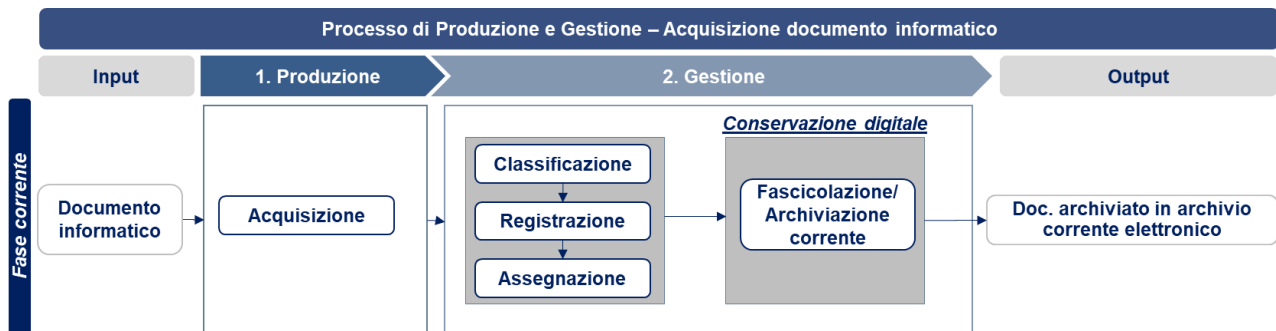 Processo di Produzione e Gestione – Acquisizione documento informatico
Input
1. Produzione
2. Gestione
Output
Fase corrente
Documento
informatico
Acquisizione
Classificazione
Registrazione
Assegnazione
Conservazione digitale
Fascicolazione/
Archiviazione
corrente
Doc. archiviato in archivio
corrente elettronico